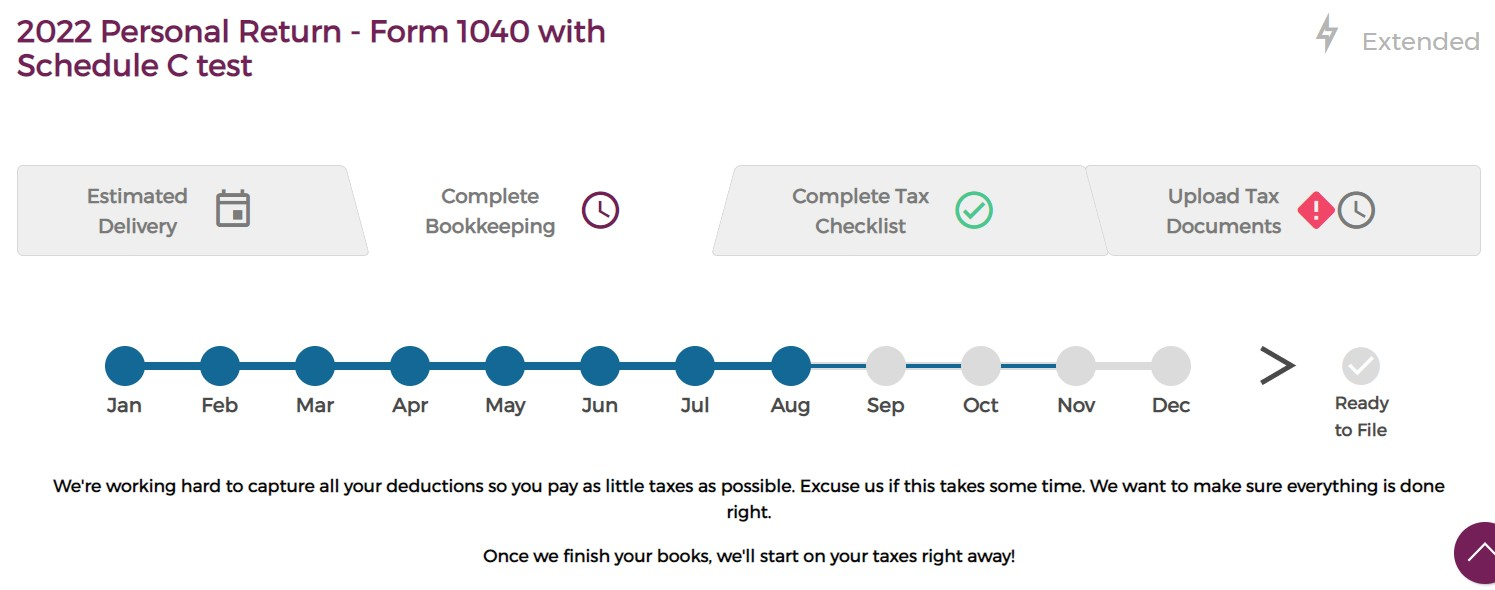 2022 Personal Return - Form 1040 with
Schedule C test
Extended
Estimated
Delivery
Complete
Bookkeeping
Complete Tax
Checklist
Upload Tax
Documents
!
Jan Feb Mar Apr May Jun Jul Aug Sep Oct Nov Dec
Ready
to File
We're working hard to capture all your deductions so you pay as little taxes as possible. Excuse us if this takes some time. We want to make sure everything is done
right.
Once we finish your books, we'll start on your taxes right away!